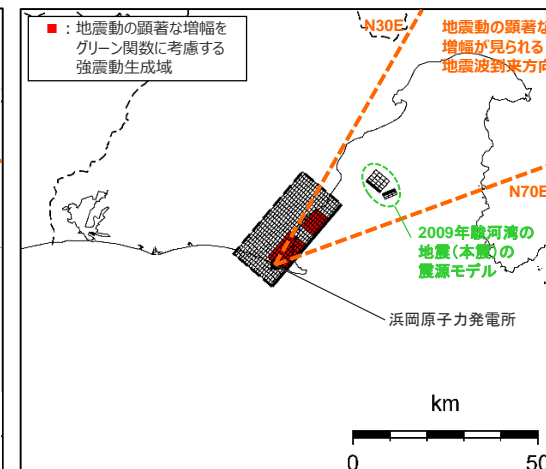 ■：地震動の顕著な増幅を
グリーン関数に考慮する
強震動生成域
N30E
地震動の顕著な
増幅が見られる
地震波到来方向
N70E
2009年駿河湾の
地震(本震)の
震源モデル
浜岡原子力発電所
km
0
50